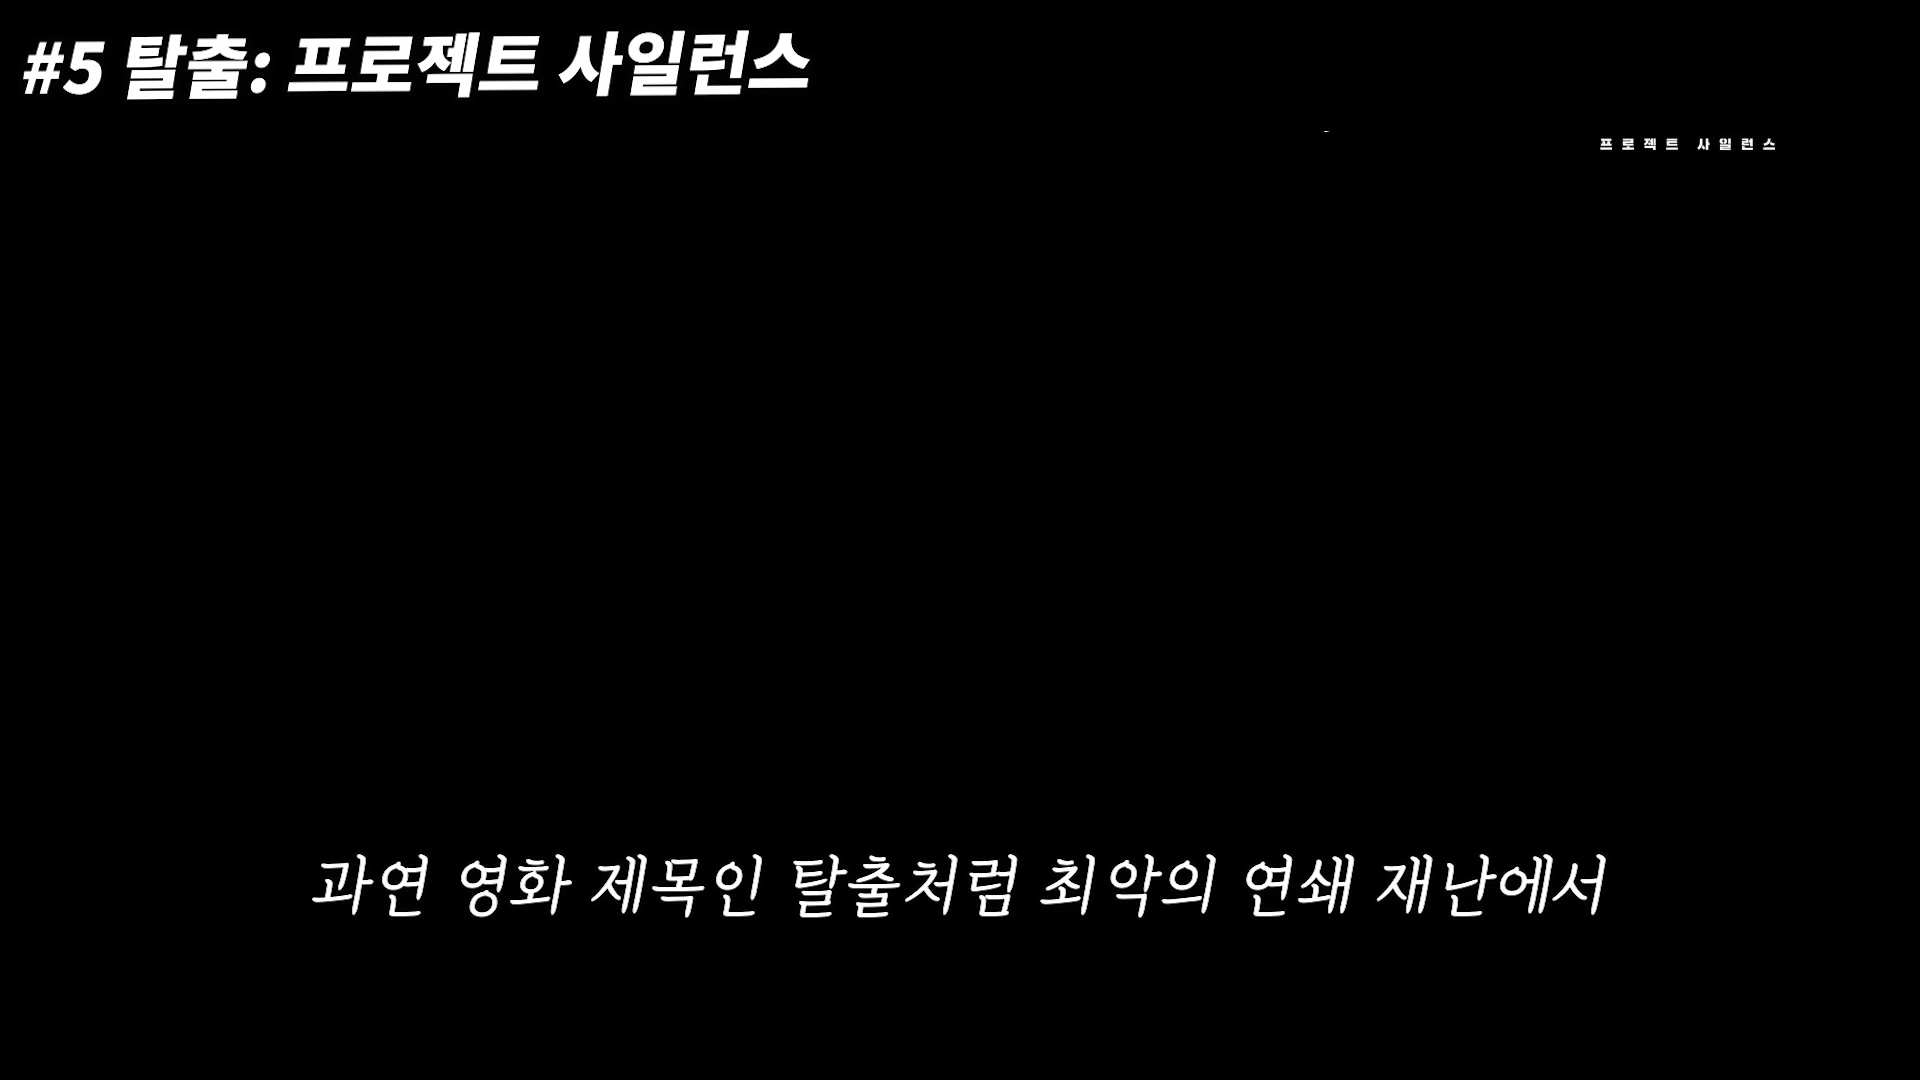 #5 탈출: 프로젝트 사일런스
프로젝트 사일런스
과연 영화 제목인 탈출처럼 최악의 연쇄 재난에서